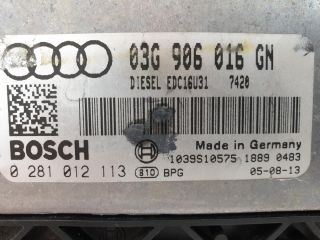 03G 906 016 GN
DIESEL EDC16U31 7420
BOSCH
Made in Germany
1039S10575 1889 0483
0 281 012 113 810 BPG 05-08-13